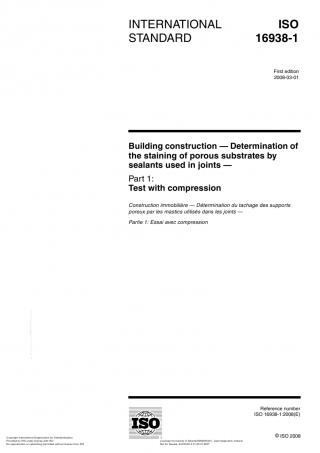 INTERNATIONAL
STANDARD
ISO
16938-1
First edition
2008-03-01
Building construction — Determination of
the staining of porous substrates by
sealants used in joints —
Part 1:
Test with compression
Construction immobilière — Détermination du tachage des supports
poreux par les mastics utilisés dans les joints —
Partie 1: Essai avec compression
ISO
Reference number
ISO 16938-1:2008(E)
© ISO 2008